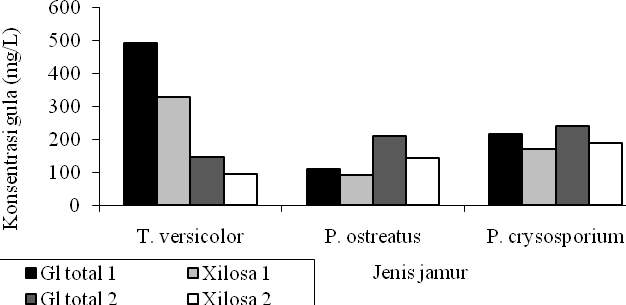 600
500
400
300
200
100
0
Konsentrasi gula (mg/L)
T. versicolor P. ostreatus P. crysosporium
Jenis jamur
Gl total 1 Xilosa 1
Gl total 2 Xilosa 2